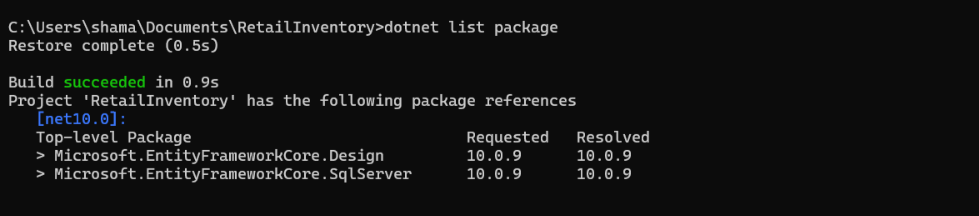 C:\Users\shama\Documents\RetailInventory>dotnet list package
Restore complete (0.5s)
Build succeeded in 0.9s
Project 'RetailInventory' has the following package references
[net10.0]:
Top-level Package Requested Resolved
> Microsoft.EntityFrameworkCore.Design 10.0.9 10.0.9
> Microsoft.EntityFrameworkCore.SqlServer 10.0.9 10.0.9